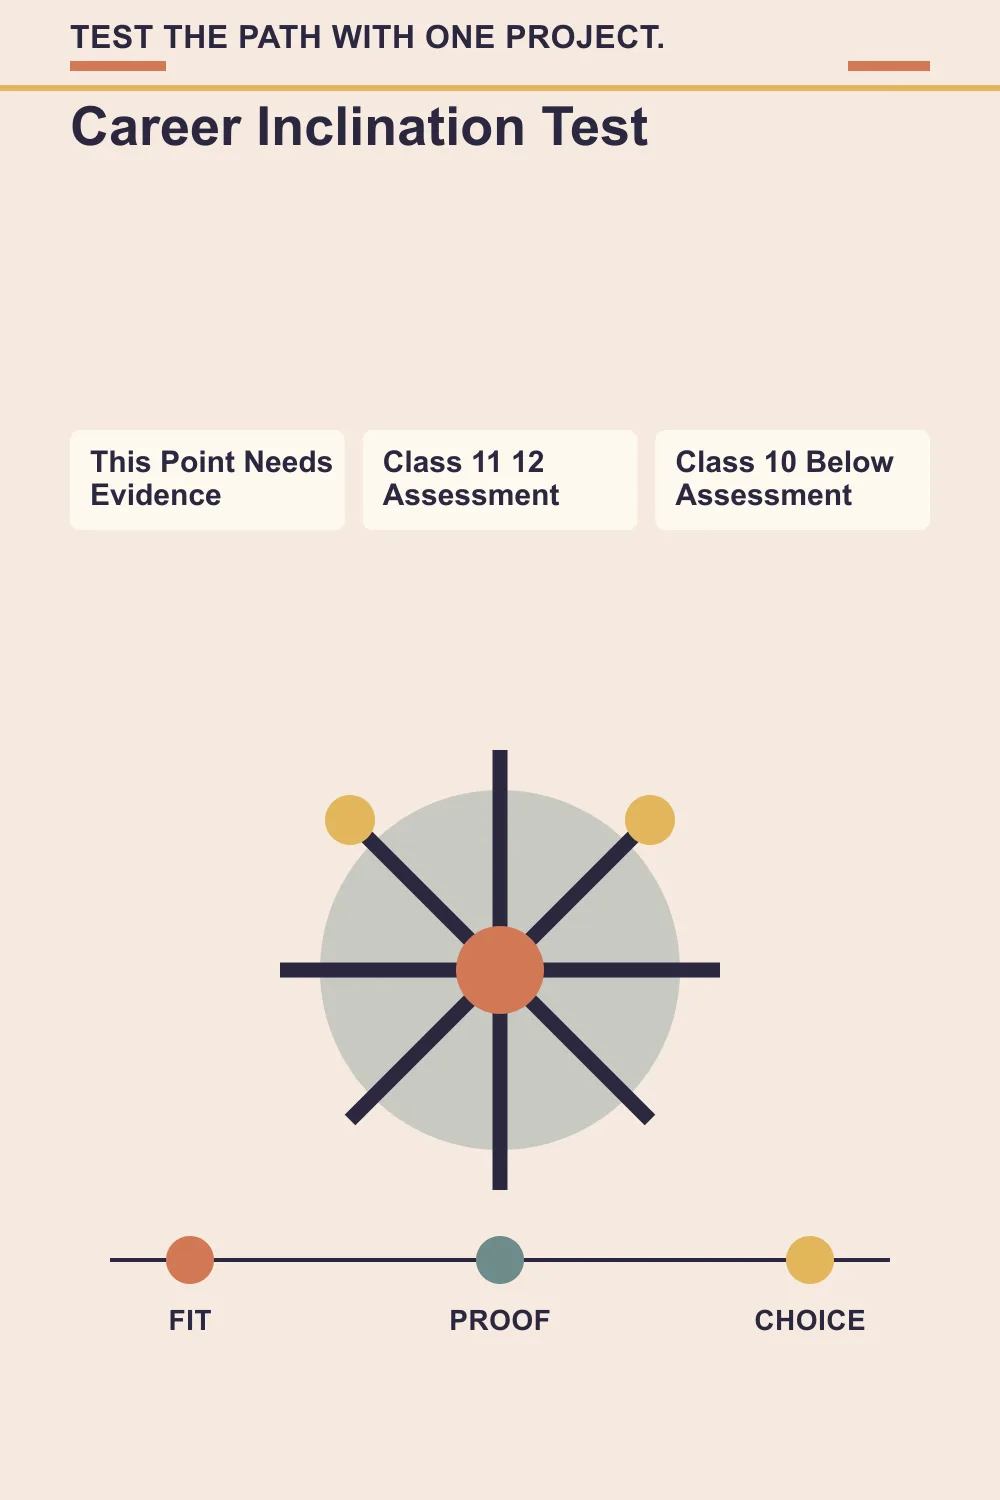 TEST THE PATH WITH ONE PROJECT.
Career Inclination Test
This Point Needs
Evidence
Class 11 12
Assessment
Class 10 Below
Assessment
FIT
PROOF
CHOICE